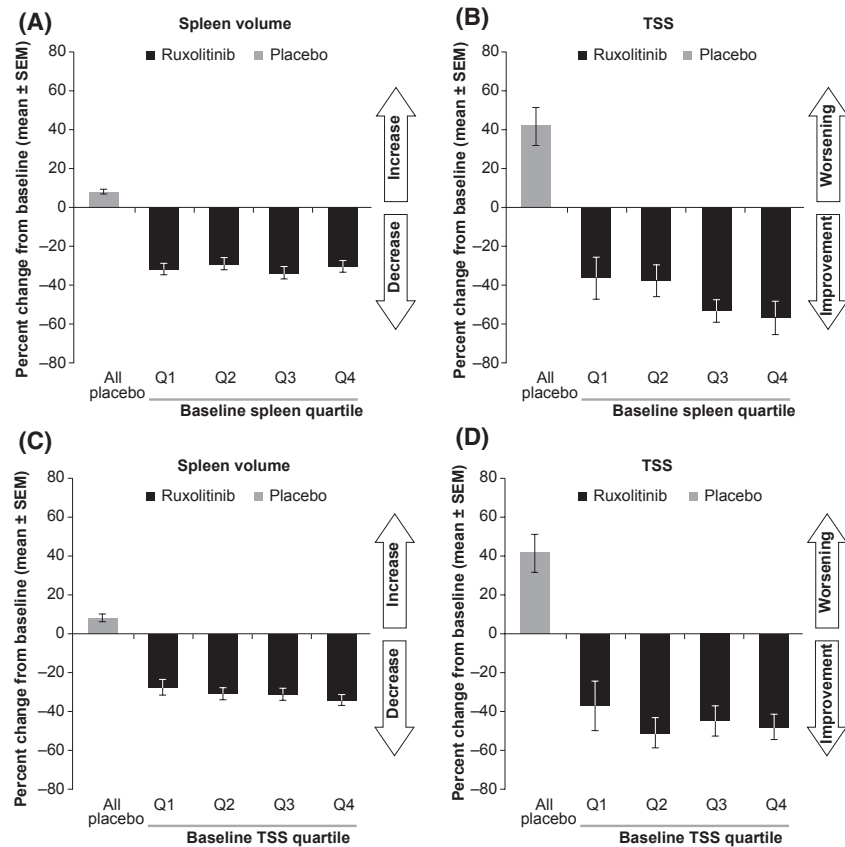 (A)
Spleen volume
Ruxolitinib Placebo
Percent change from baseline (mean ± SEM)
80
60
40
20
0
–20
–40
–60
–80
Increase
Decrease
All placebo
Q1 Q2 Q3 Q4
Baseline spleen quartile
(B)
TSS
Ruxolitinib Placebo
Percent change from baseline (mean ± SEM)
80
60
40
20
0
–20
–40
–60
–80
Worsening
Improvement
All placebo
Q1 Q2 Q3 Q4
Baseline spleen quartile
(C)
Spleen volume
Ruxolitinib Placebo
Percent change from baseline (mean ± SEM)
80
60
40
20
0
–20
–40
–60
–80
Increase
Decrease
All placebo
Q1 Q2 Q3 Q4
Baseline TSS quartile
(D)
TSS
Ruxolitinib Placebo
Percent change from baseline (mean ± SEM)
80
60
40
20
0
–20
–40
–60
–80
Worsening
Improvement
All placebo
Q1 Q2 Q3 Q4
Baseline TSS quartile